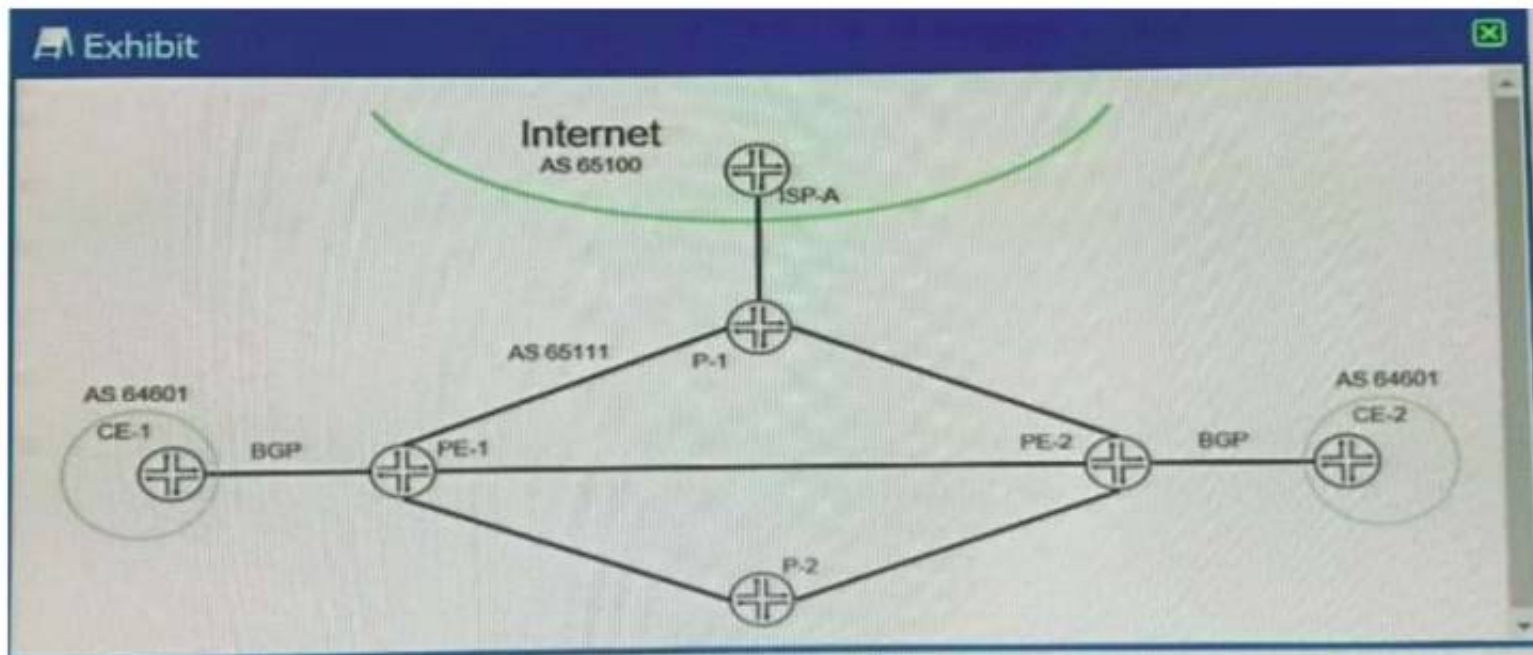 Exhibit
Internet
AS 65100
ISP-A
AS 65111
P-1
AS 64601
CE-1
BGP
PE-1
PE-2
BGP
AS 64601
CE-2
P-2